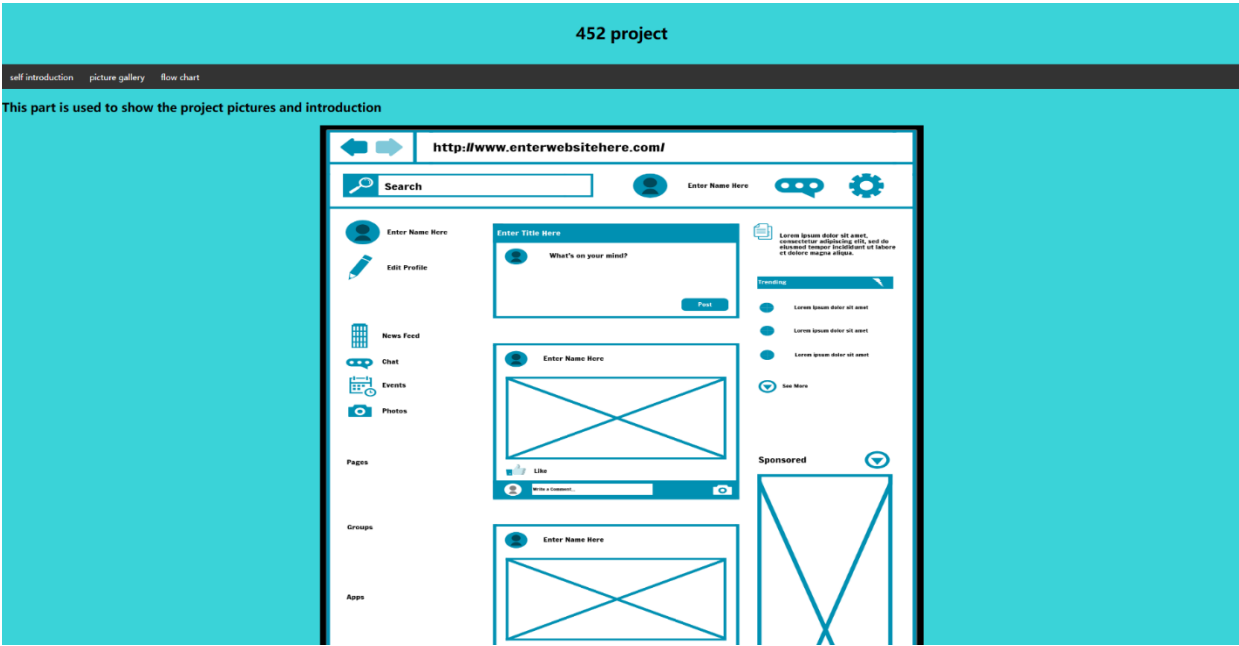 452 project
self introduction picture gallery flow chart
This part is used to show the project pictures and introduction
http://www.enterwebsitehere.com/
Search
Enter Name Here
Enter Name Here
Edit Profile
News Feed
Chat
Events
Photos
Pages
Groups
Apps
Enter Title Here
What's on your mind?
Post
Enter Name Here
Like
Write a Comment...
Enter Name Here
Lorem ipsum dolor sit amet,
consectetur adipiscing elit, sed do
eiusmod tempor incididunt ut labore
et dolore magna aliqua.
Trending
Lorem ipsum dolor sit amet
Lorem ipsum dolor sit amet
Lorem ipsum dolor sit amet
See More
Sponsored